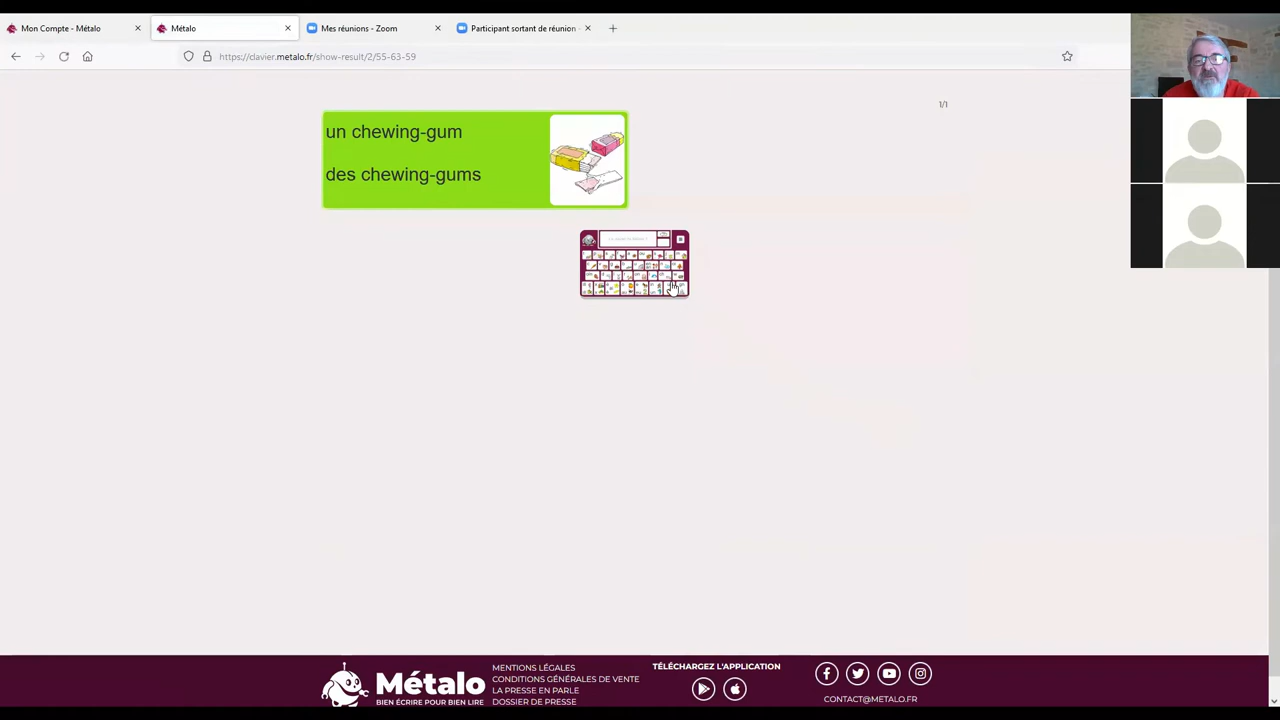 Mon Compte - Métalo
Métalo
Mes réunions - Zoom
Participant sortant de réunion -
https://clavier.metalo.fr/show-result/2/55-63-59
1/1
un chewing-gum
des chewing-gums
Métalo
BIEN ÉCRIRE POUR BIEN LIRE
MENTIONS LÉGALES
CONDITIONS GÉNÉRALES DE VENTE
LA PRESSE EN PARLE
DOSSIER DE PRESSE
TÉLÉCHARGEZ L'APPLICATION
CONTACT@METALO.FR